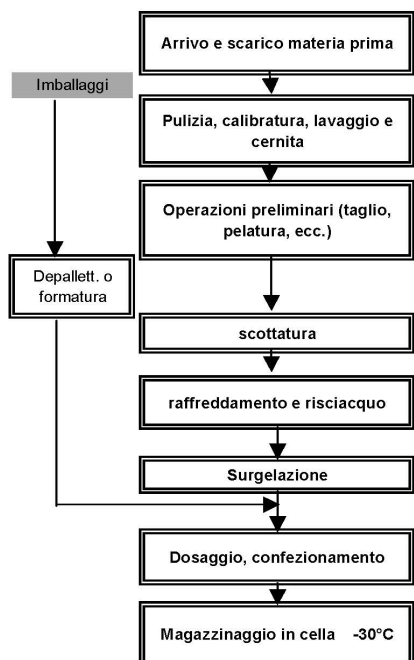 Arrivo e scarico materia prima
Imballaggi
Pulizia, calibratura, lavaggio e
cernita
Operazioni preliminari (taglio,
pelatura, ecc.)
Depallett. o
formatura
scottatura
raffreddamento e risciacquo
Surgelazione
Dosaggio, confezionamento
Magazzinaggio in cella -30°C